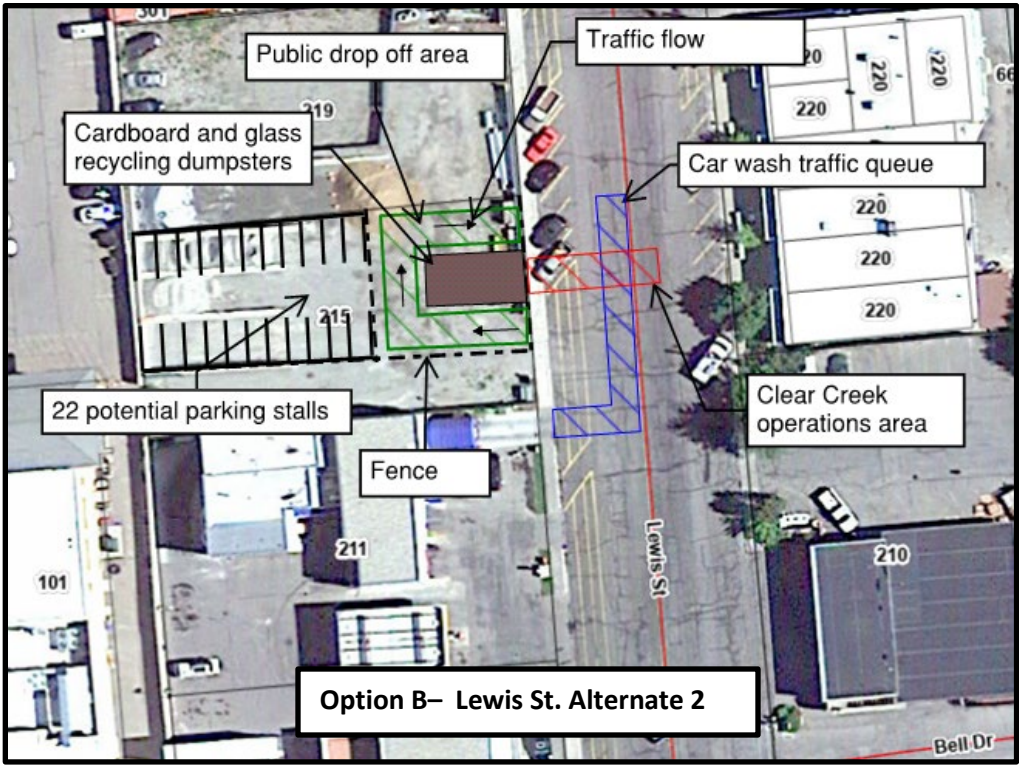 301
Public drop off area
Traffic flow
20
220
220
66
220
219
Cardboard and glass
recycling dumpsters
Car wash traffic queue
220
220
220
215
22 potential parking stalls
Clear Creek
operations area
Fence
Lewis St
211
101
210
Option B– Lewis St. Alternate 2
Bell Dr